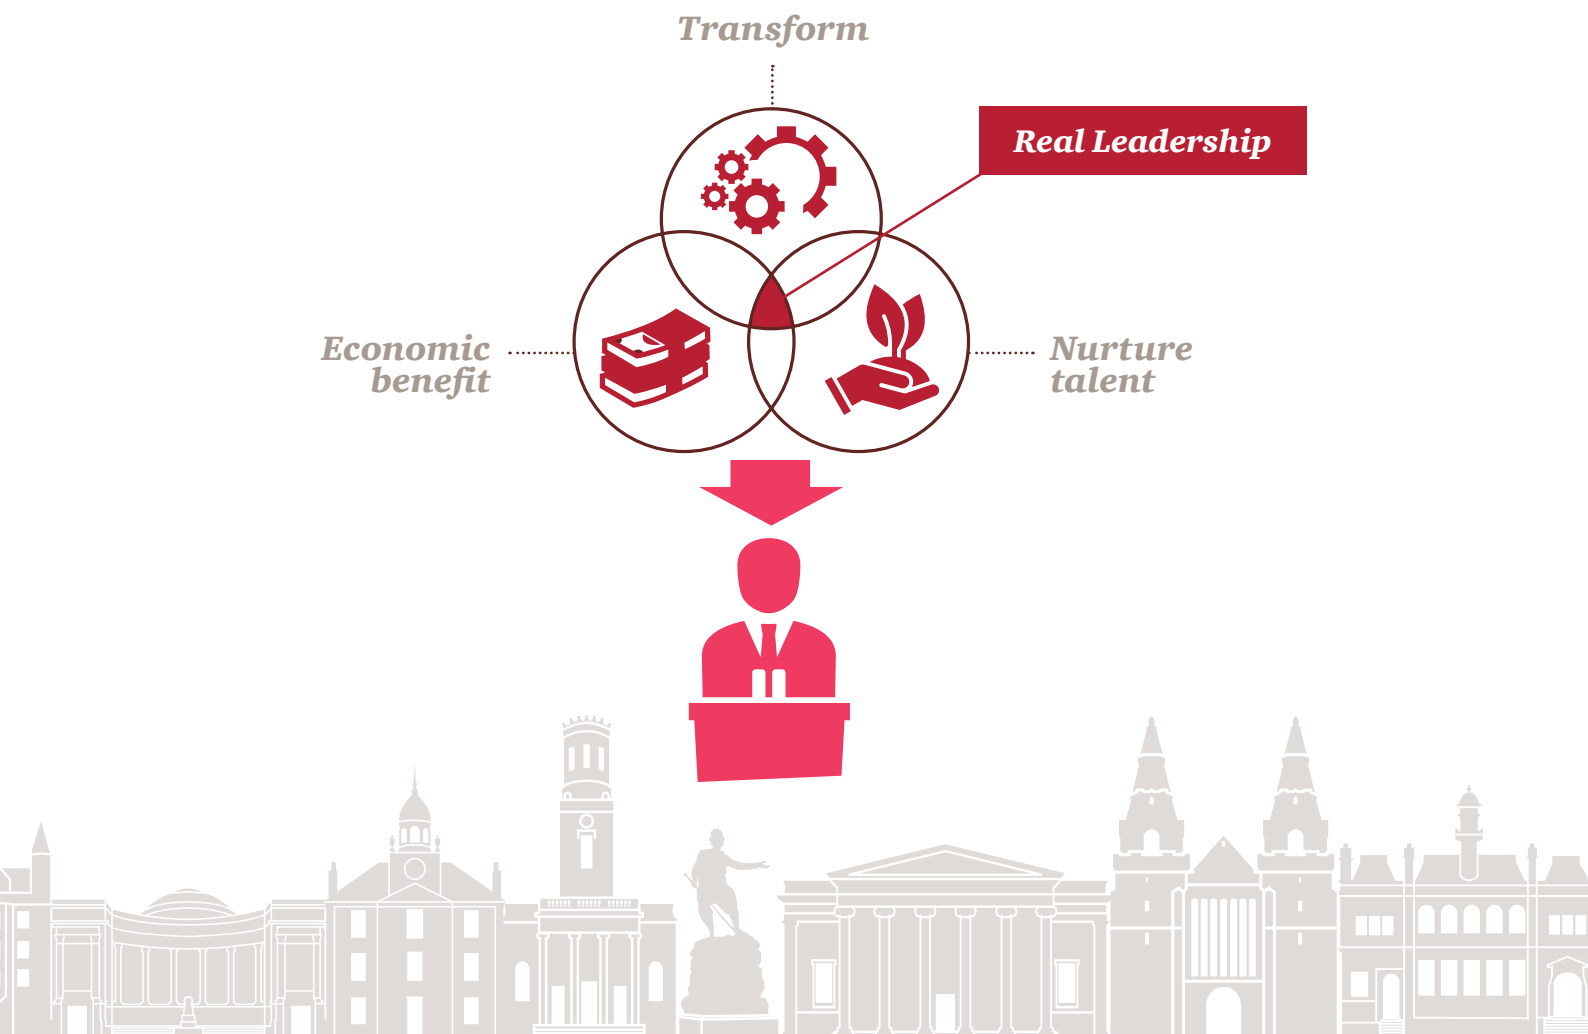 Transform
Real Leadership
Economic
benefit
Nurture
talent